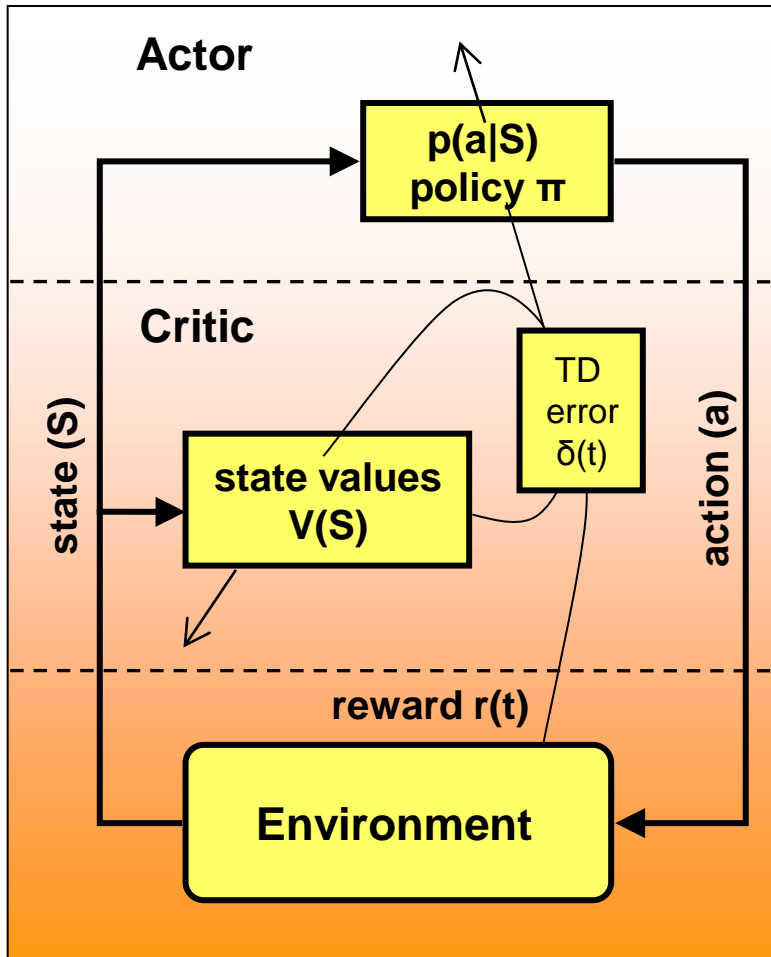 Actor
p(a|S)
policy π
Critic
TD
error
δ(t)
state (S)
state values
V(S)
action (a)
reward r(t)
Environment